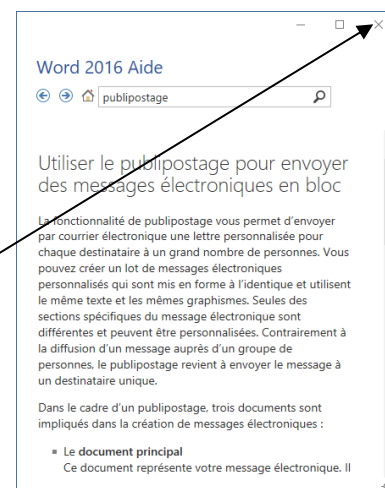 Word 2016 Aide
publipostage
Utiliser le publipostage pour envoyer
des messages électroniques en bloc
La fonctionnalité de publipostage vous permet d'envoyer
par courrier électronique une lettre personnalisée pour
chaque destinataire à un grand nombre de personnes. Vous
pouvez créer un lot de messages électroniques
personnalisés qui sont mis en forme à l'identique et utilisent
le même texte et les mêmes graphismes. Seules des
sections spécifiques du message électronique sont
différentes et peuvent être personnalisées. Contrairement à
la diffusion d'un message auprès d'un groupe de
personnes, le publipostage revient à envoyer le message à
un destinataire unique.
Dans le cadre d'un publipostage, trois documents sont
impliqués dans la création de messages électroniques :
Le document principal
Ce document représente votre message électronique. Il